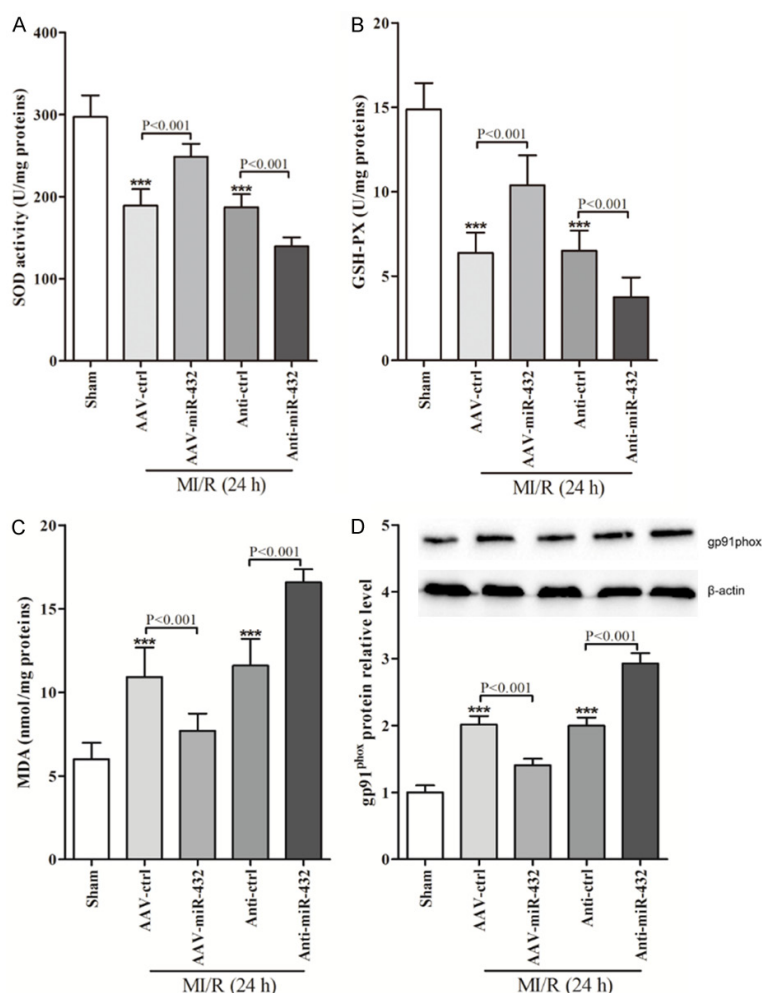 A
SOD activity (U/mg proteins)
400
300
200
100
0
P<0.001
P<0.001
***
***
Sham
AAV-ctrl
AAV-miR-432
Anti-ctrl
Anti-miR-432
MI/R (24 h)
B
GSH-PX (U/mg proteins)
20
15
10
5
0
P<0.001
P<0.001
***
***
Sham
AAV-ctrl
AAV-miR-432
Anti-ctrl
Anti-miR-432
MI/R (24 h)
C
MDA (nmol/mg proteins)
20
15
10
5
0
P<0.001
P<0.001
***
***
Sham
AAV-ctrl
AAV-miR-432
Anti-ctrl
Anti-miR-432
MI/R (24 h)
D
gp91phox protein relative level
5
4
3
2
1
0
gp91phox
β-actin
P<0.001
P<0.001
***
***
Sham
AAV-ctrl
AAV-miR-432
Anti-ctrl
Anti-miR-432
MI/R (24 h)